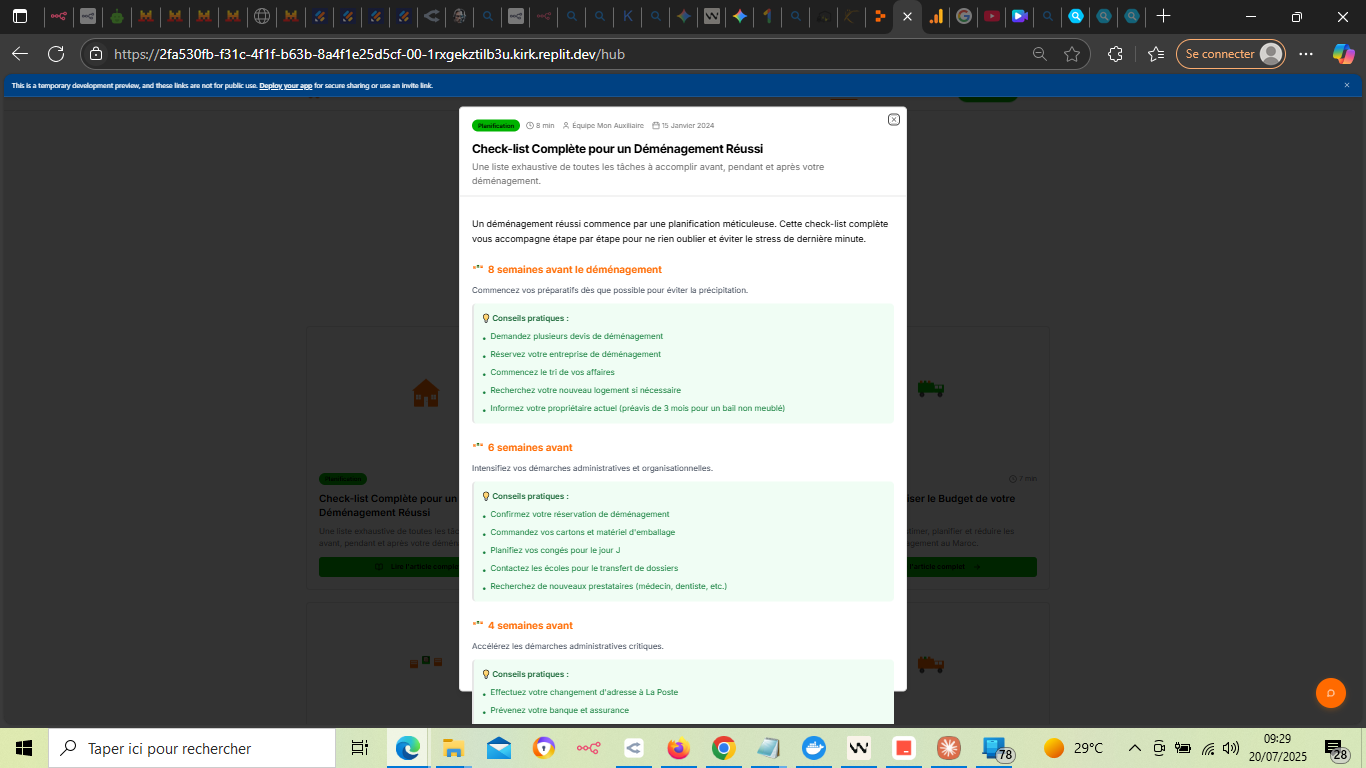 https://2fa530fb-f31c-4f1f-b63b-8a4f1e25d5cf-00-1rxgekztilb3u.kirk.replit.dev/hub
Se connecter
This is a temporary development preview, and these links are not for public use. Deploy your app for secure sharing or use an invite link.
Planification 8 min Équipe Mon Auxiliaire 15 Janvier 2024
Check-list Complète pour un Déménagement Réussi
Une liste exhaustive de toutes les tâches à accomplir avant, pendant et après votre
déménagement.
Un déménagement réussi commence par une planification méticuleuse. Cette check-list complète
vous accompagne étape par étape pour ne rien oublier et éviter le stress de dernière minute.
8 semaines avant le déménagement
Commencez vos préparatifs dès que possible pour éviter la précipitation.
Conseils pratiques :
• Demandez plusieurs devis de déménagement
• Réservez votre entreprise de déménagement
• Commencez le tri de vos affaires
• Recherchez votre nouveau logement si nécessaire
• Informez votre propriétaire actuel (préavis de 3 mois pour un bail non meublé)
6 semaines avant
Intensifiez vos démarches administratives et organisationnelles.
Conseils pratiques :
• Confirmez votre réservation de déménagement
• Commandez vos cartons et matériel d'emballage
• Planifiez vos congés pour le jour J
• Contactez les écoles pour le transfert de dossiers
• Recherchez de nouveaux prestataires (médecin, dentiste, etc.)
4 semaines avant
Accélérez les démarches administratives critiques.
Conseils pratiques :
• Effectuez votre changement d'adresse à La Poste
• Prévenez votre banque et assurance
Planification
Check-list Complète pour un
Déménagement Réussi
Une liste exhaustive de toutes les tâc
avant, pendant et après votre démén
Lire l'article complet
7 min
iser le Budget de votre
timer, planifier et réduire les
gement au Maroc.
l'article complet
Taper ici pour rechercher
78
29°C
09:29
20/07/2025
28